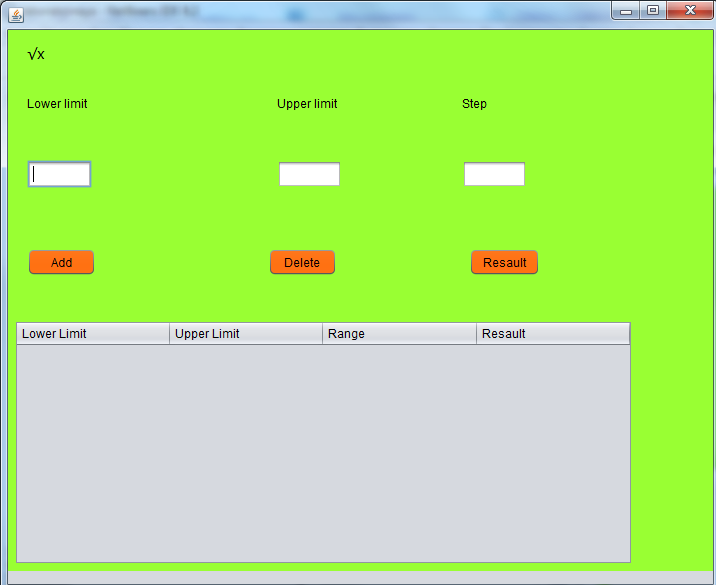 √x
Lower limit Upper limit Step
Add Delete Resault
Lower Limit Upper Limit Range Resault